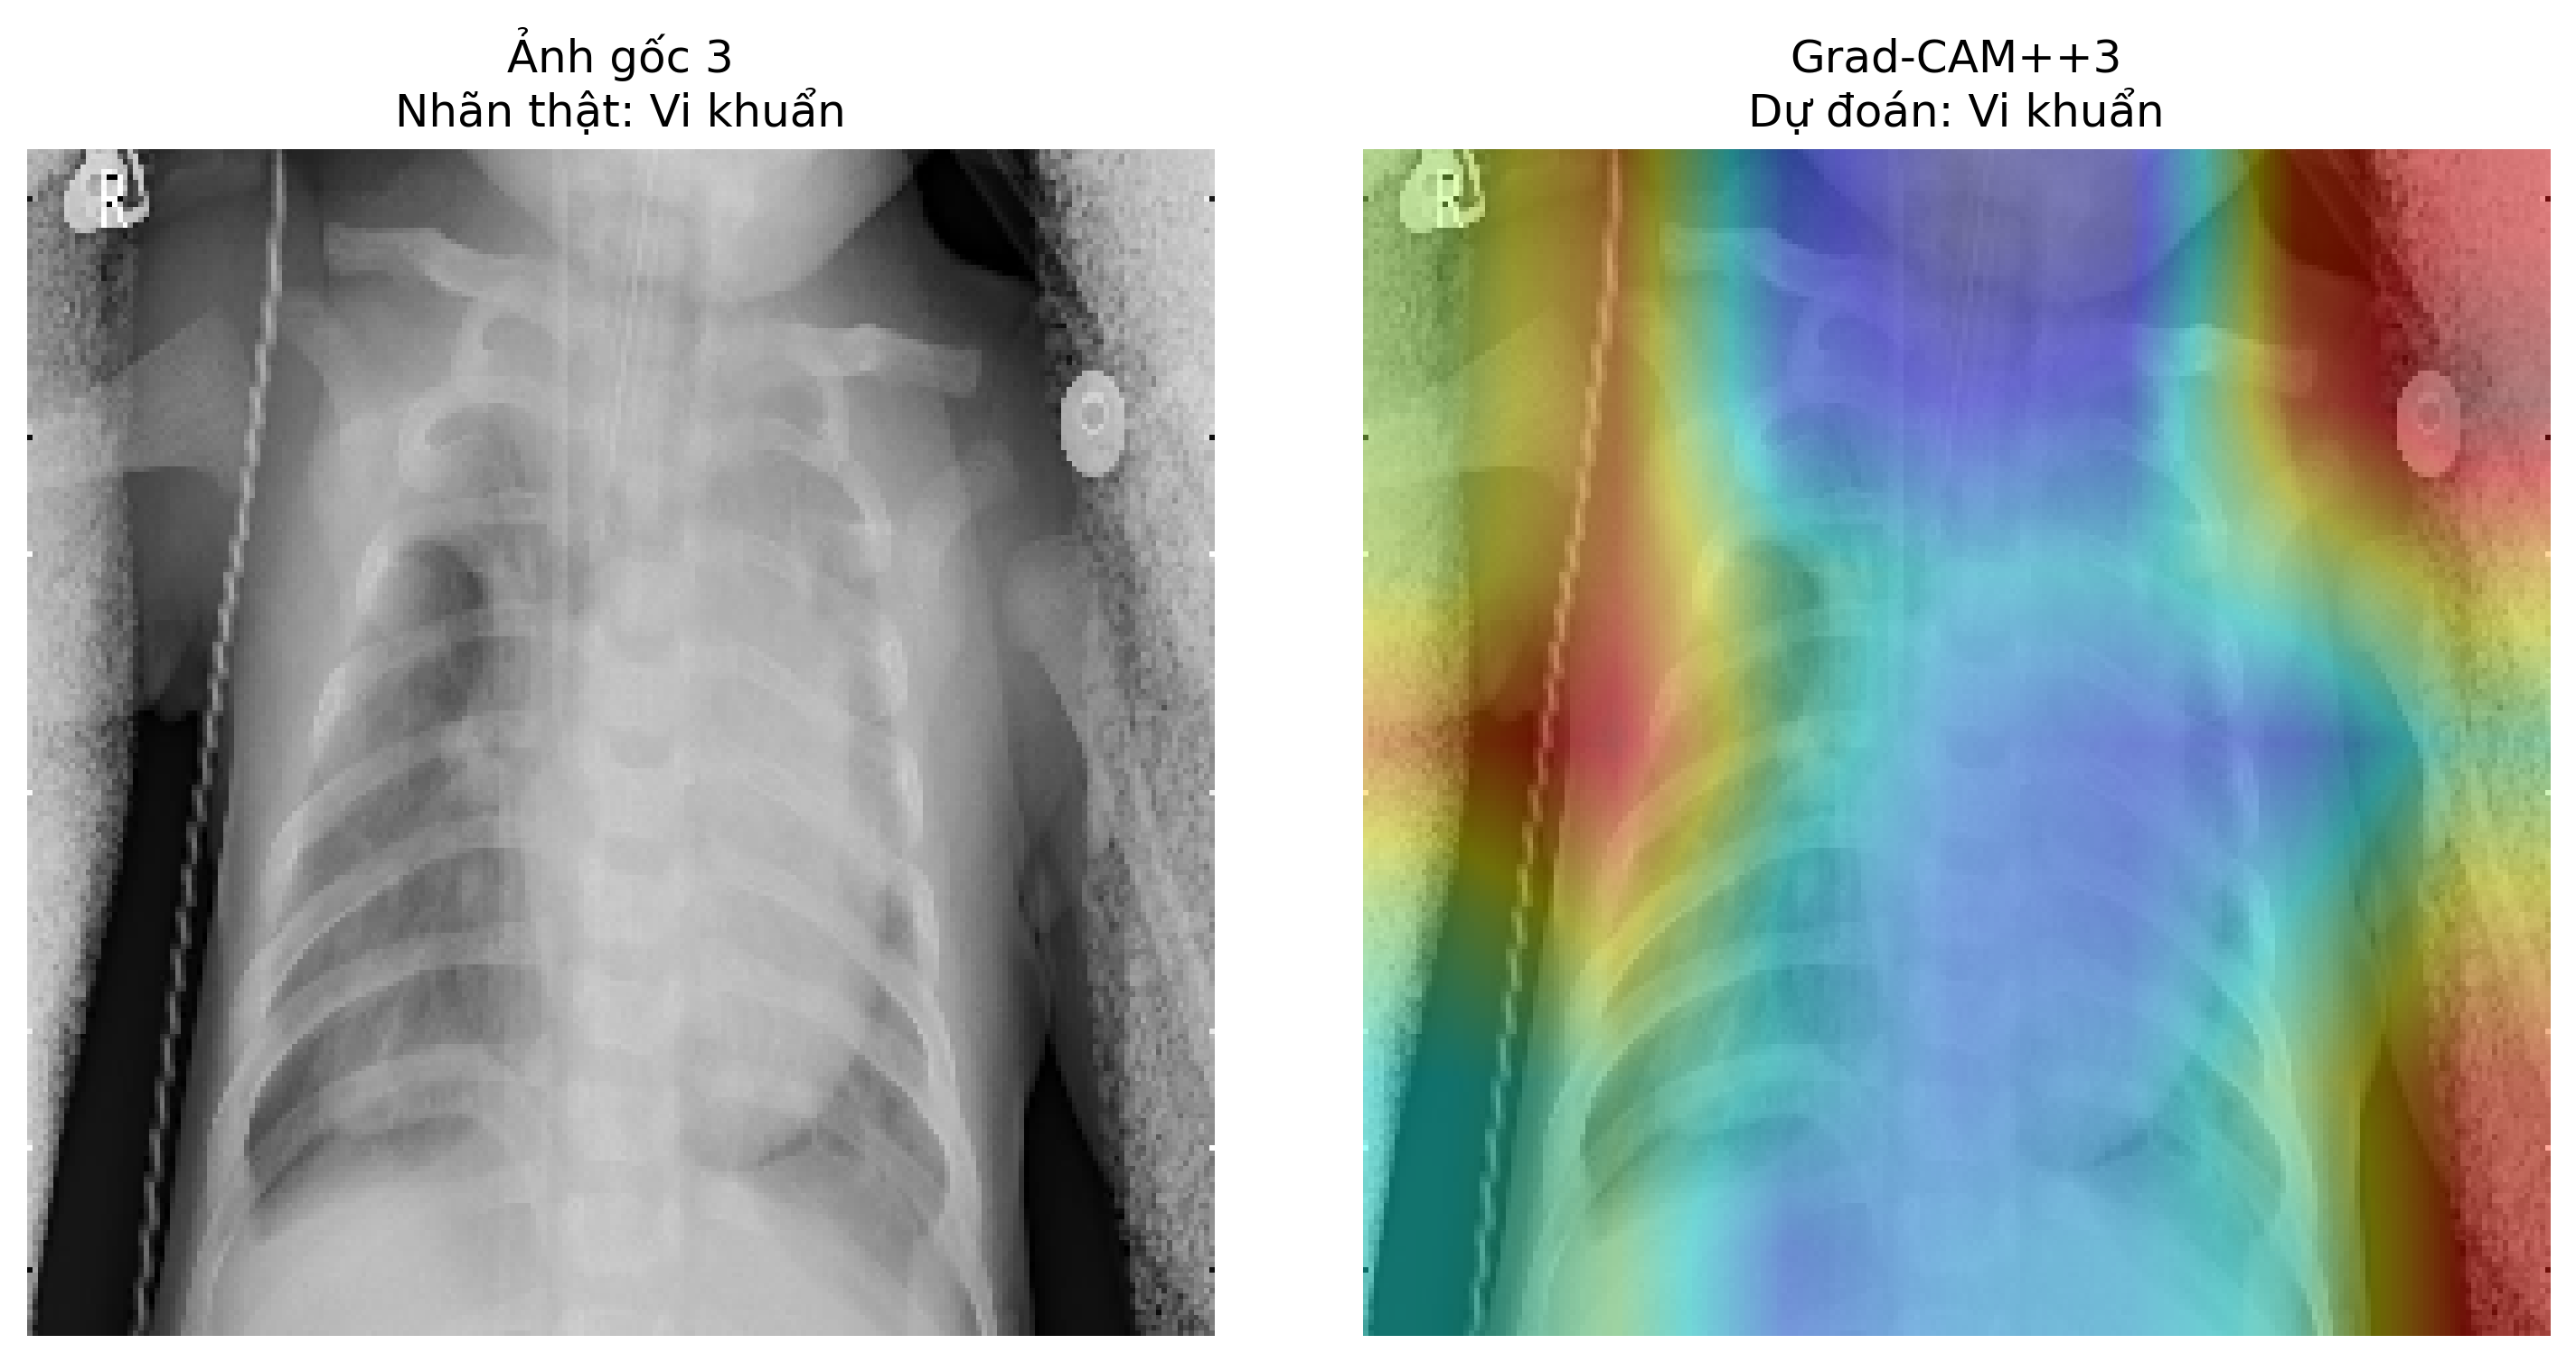 Ảnh gốc 3
Nhãn thật: Vi khuẩn
Grad-CAM++3
Dự đoán: Vi khuẩn
R